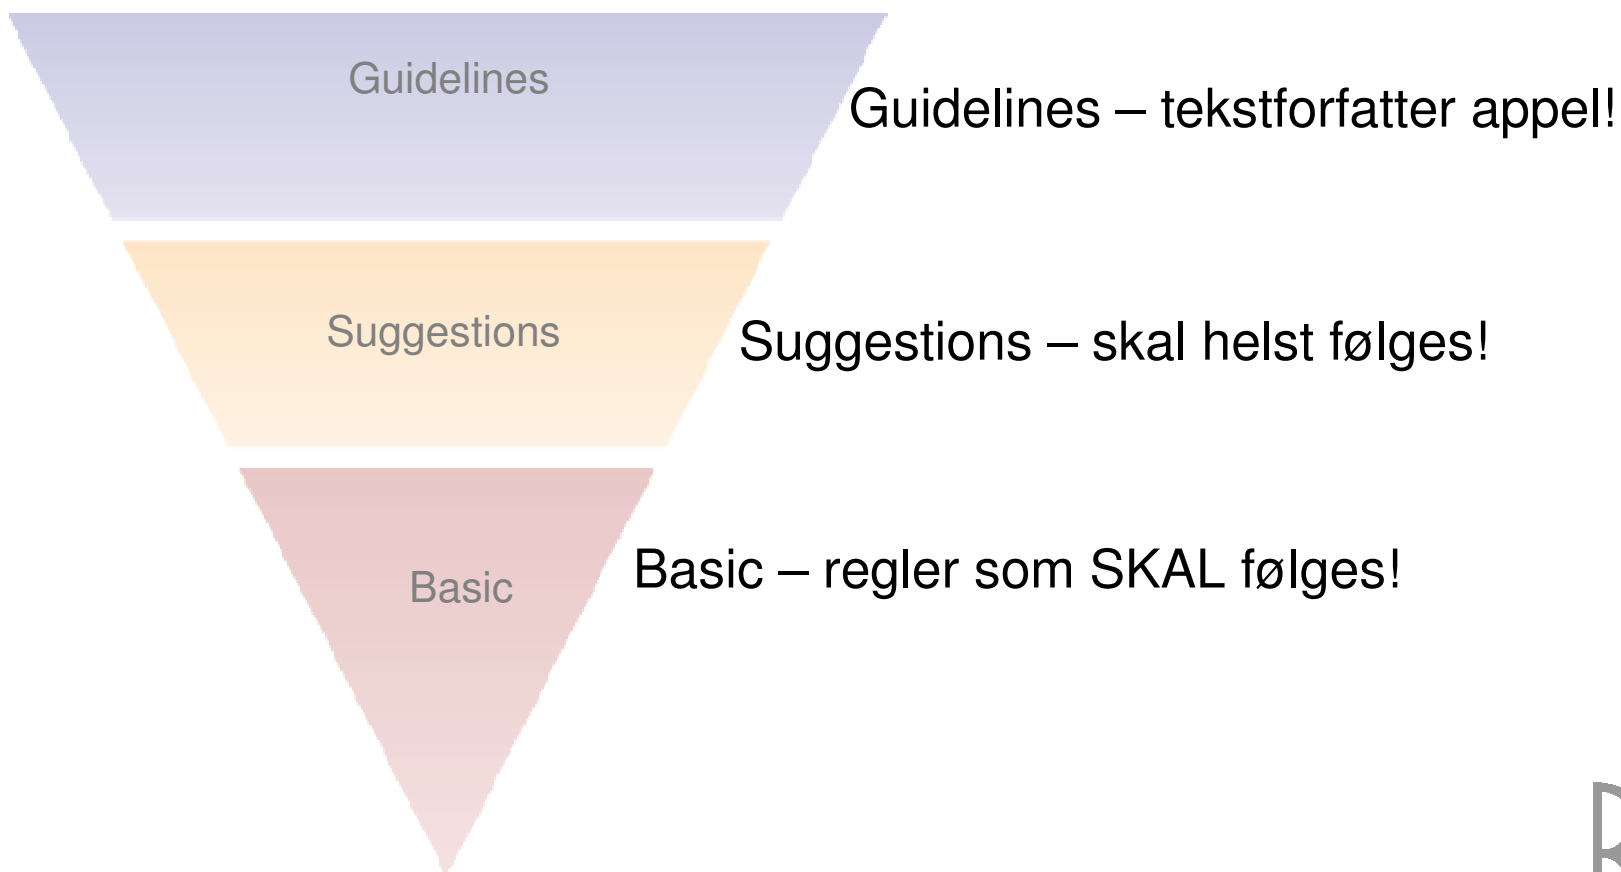 Guidelines
Guidelines – tekstforfatter appel!
Suggestions
Suggestions – skal helst følges!
Basic
Basic – regler som SKAL følges!